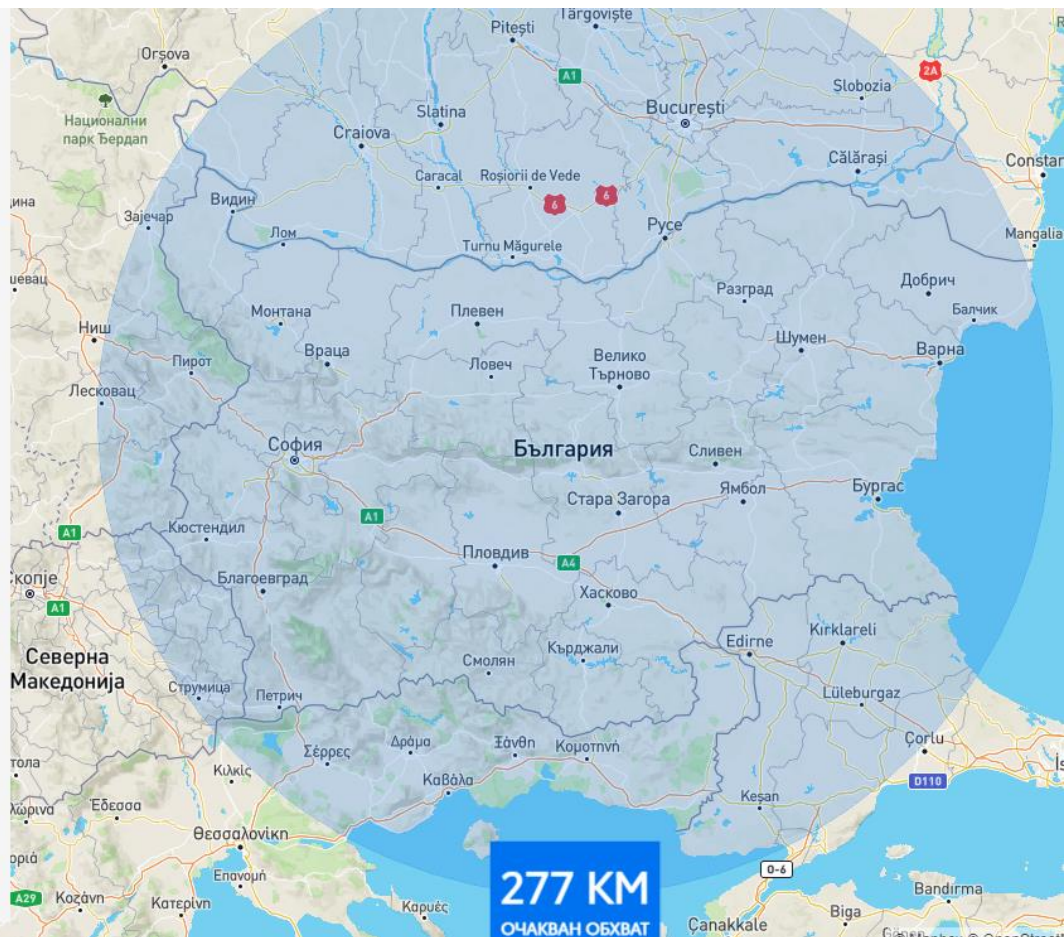 Târgoviște
Pitești
Orșova
A1
2A
Slobozia
București
Национални
парк Ђердап
Slatina
Craiova
Călărași
Constan
Caracal
Roșiorii de Vede
6
6
Видин
Зајечар
Русе
Лом
Turnu Măgurele
Mangalia
Добрич
Разград
Монтана
Плевен
Балчик
Ниш
Шумен
Враца
Велико
Търново
Варна
Пирот
Ловеч
Лесковац
София
България
Сливен
Стара Загора
Ямбол
Бургас
A1
A1
Кюстендил
Пловдив
A4
Благоевград
Хасково
A1
Edirne
Kırklareli
Северна
Македонија
Смолян
Кърджали
Струмица
Петрич
Lüleburgaz
Σέρρες
Δράμα
Ξάνθη
Κομοτηνή
Çorlu
Κιλκίς
Καβάλα
D110
Keşan
Έδεσσα
Θεσσαλονίκη
277 KM
ОЧАКВАН ОБХВАТ
O-6
Επανομή
Bandırma
A29
Κοζάνη
Κατερίνη
Καρυές
Çanakkale
Biga